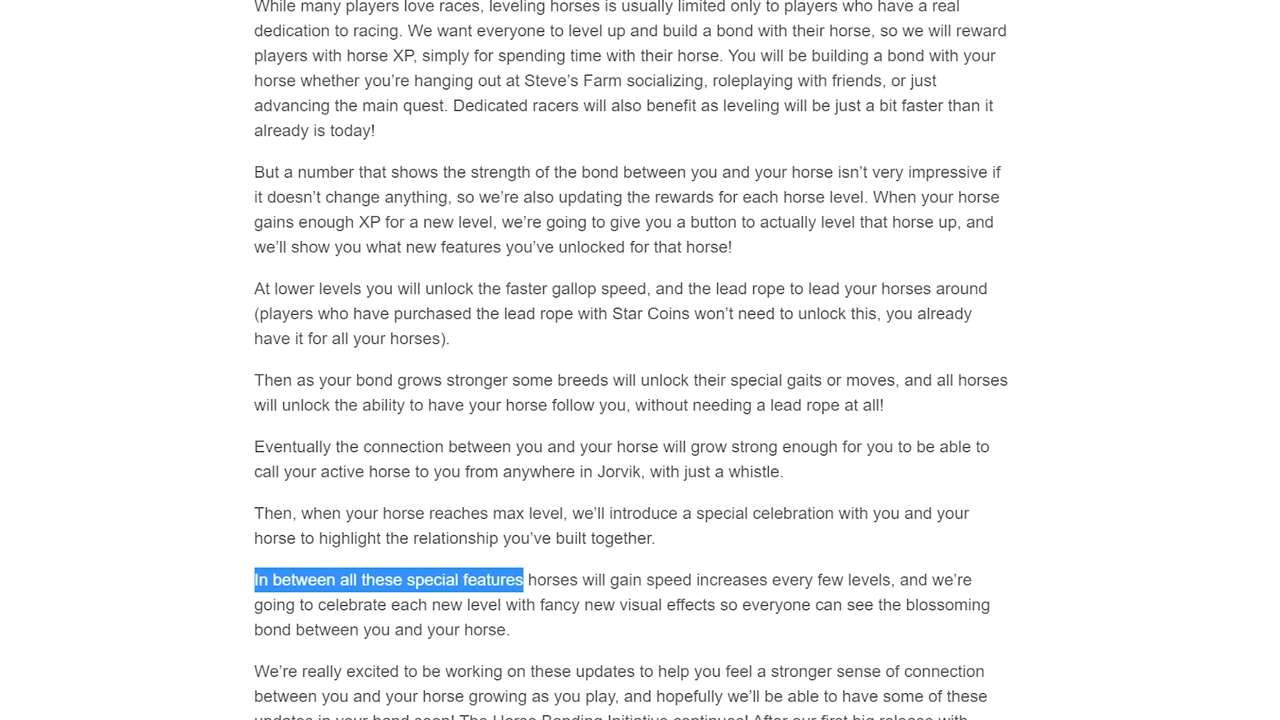 While many players love races, leveling horses is usually limited only to players who have a real
dedication to racing. We want everyone to level up and build a bond with their horse, so we will reward
players with horse XP, simply for spending time with their horse. You will be building a bond with your
horse whether you’re hanging out at Steve’s Farm socializing, roleplaying with friends, or just
advancing the main quest. Dedicated racers will also benefit as leveling will be just a bit faster than it
already is today!
But a number that shows the strength of the bond between you and your horse isn’t very impressive if
it doesn’t change anything, so we’re also updating the rewards for each horse level. When your horse
gains enough XP for a new level, we’re going to give you a button to actually level that horse up, and
we’ll show you what new features you’ve unlocked for that horse!
At lower levels you will unlock the faster gallop speed, and the lead rope to lead your horses around
(players who have purchased the lead rope with Star Coins won’t need to unlock this, you already
have it for all your horses).
Then as your bond grows stronger some breeds will unlock their special gaits or moves, and all horses
will unlock the ability to have your horse follow you, without needing a lead rope at all!
Eventually the connection between you and your horse will grow strong enough for you to be able to
call your active horse to you from anywhere in Jorvik, with just a whistle.
Then, when your horse reaches max level, we’ll introduce a special celebration with you and your
horse to highlight the relationship you’ve built together.
In between all these special features horses will gain speed increases every few levels, and we’re
going to celebrate each new level with fancy new visual effects so everyone can see the blossoming
bond between you and your horse.
We’re really excited to be working on these updates to help you feel a stronger sense of connection
between you and your horse growing as you play, and hopefully we’ll be able to have some of these
updates in your hand soon! The Horse Bonding Initiative continues! After our first big release with